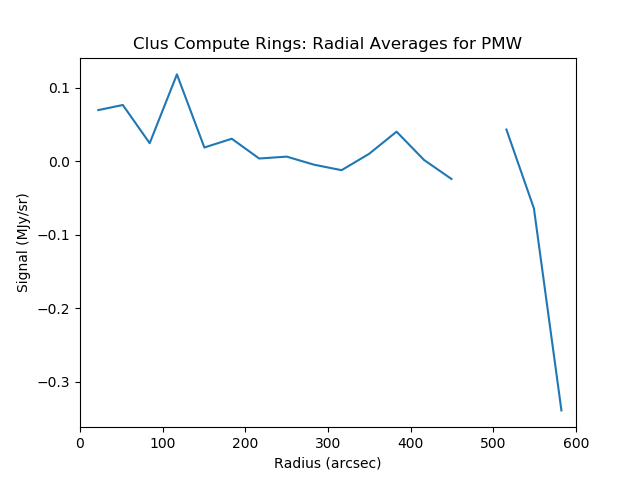 Clus Compute Rings: Radial Averages for PMW
0.1
0.0
−0.1
−0.2
−0.3
Signal (MJy/sr)
0 100 200 300 400 500 600
Radius (arcsec)